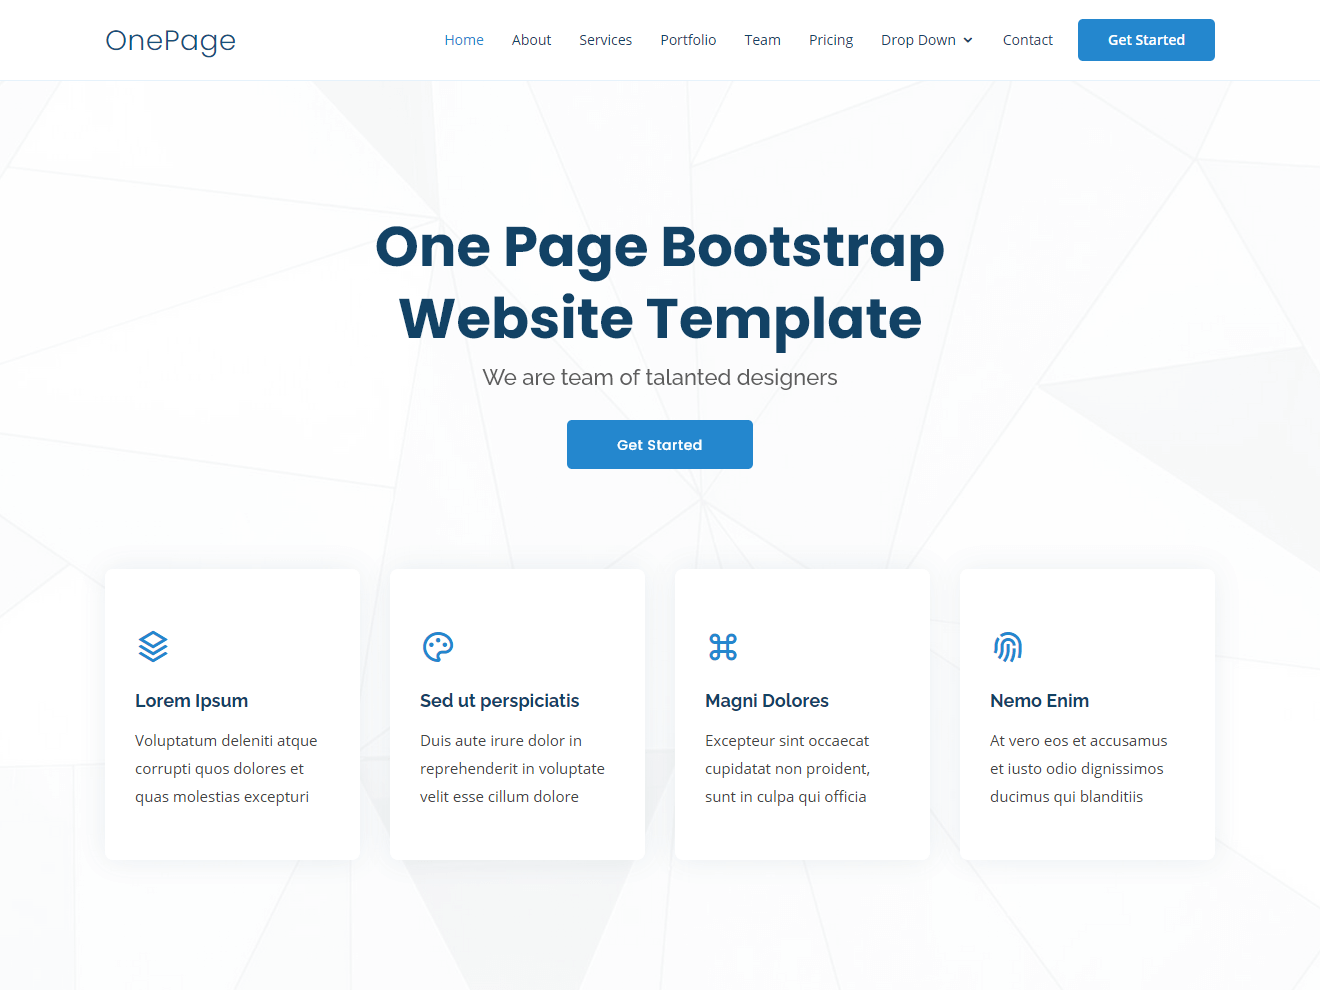 OnePage
Home About Services Portfolio Team Pricing Drop Down Contact Get Started
One Page Bootstrap
Website Template
We are team of talanted designers
Get Started
Lorem Ipsum
Voluptatum deleniti atque
corrupti quos dolores et
quas molestias excepturi
Sed ut perspiciatis
Duis aute irure dolor in
reprehenderit in voluptate
velit esse cillum dolore
Magni Dolores
Excepteur sint occaecat
cupidatat non proident,
sunt in culpa qui officia
Nemo Enim
At vero eos et accusamus
et iusto odio dignissimos
ducimus qui blanditiis